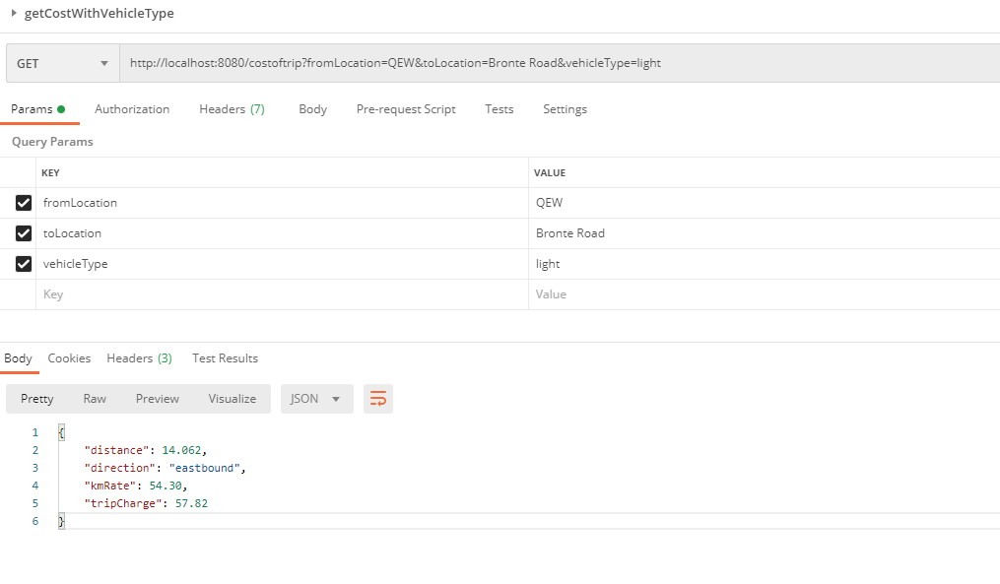 getCostWithVehicleType
GET http://localhost:8080/costoftrip?fromLocation=QEW&toLocation=Bronte Road&vehicleType=light
Params Authorization Headers (7) Body Pre-request Script Tests Settings
Query Params
KEY VALUE
fromLocation QEW
toLocation Bronte Road
vehicleType light
Key Value
Body Cookies Headers (3) Test Results
Pretty Raw Preview Visualize JSON
1 {
2 "distance": 14.062,
3 "direction": "eastbound",
4 "kmRate": 54.30,
5 "tripCharge": 57.82
6 }